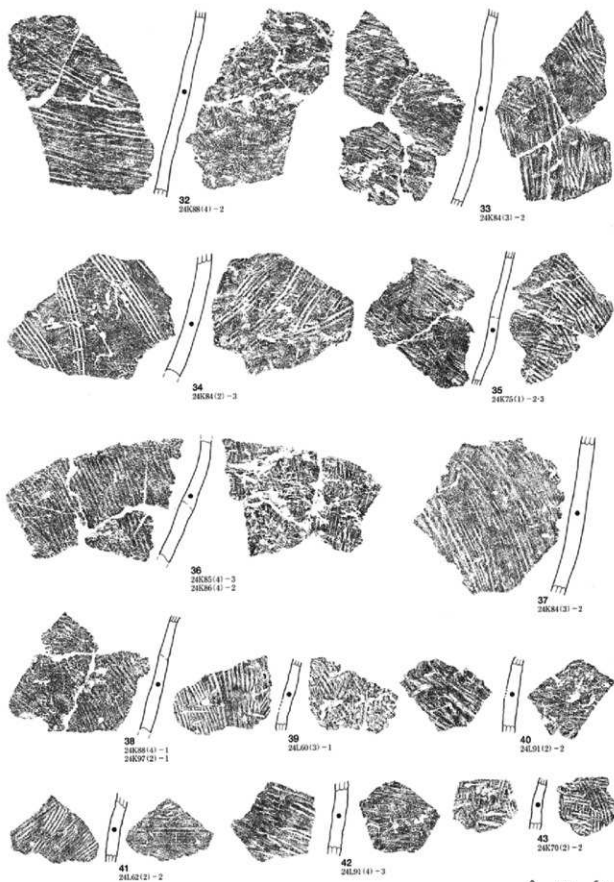 32
24K88(4)-2
33
24K84(3)-2
34
24K84(2)-3
35
24K75(1)-2·3
36
24K85(4)-3
24K86(4)-2
37
24K84(3)-2
38
24K88(4)-1
24K97(2)-1
39
24L60(3)-1
40
24L91(2)-2
41
24L62(2)-2
42
24L91(4)-3
43
24K70(2)-2